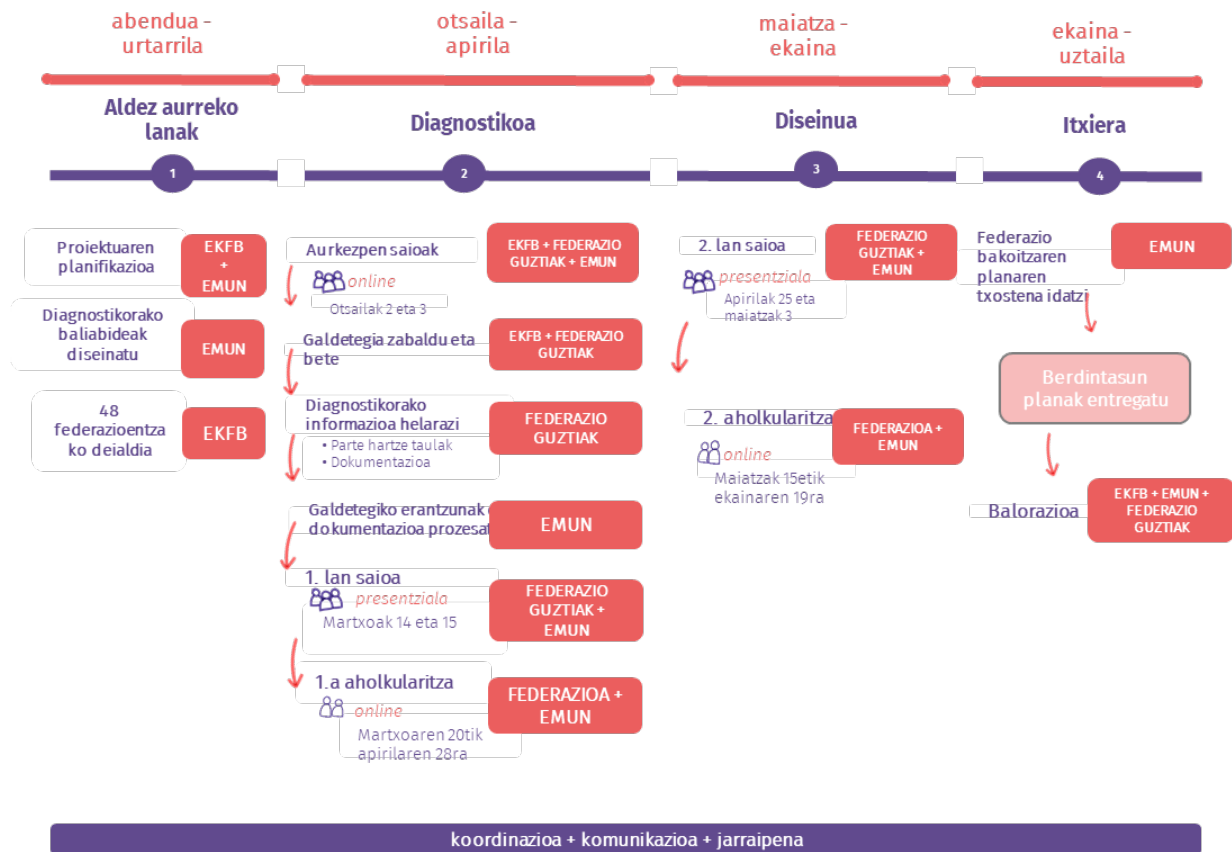 abendua -
urtarrila
otsaila -
apirila
maiatza -
ekaina
ekaina -
uztaila
Aldez aurreko
lanak
Diagnostikoa
Diseinua
Itxiera
1
2
3
4
Proiektuaren
planifikazioa
EKFB
+
EMUN
Diagnostikorako
baliabideak
diseinatu
EMUN
48
federazioentza
ko deialdia
EKFB
Aurkezpen saioak
online
Otsailak 2 eta 3
EKFB + FEDERAZIO
GUZTIAK + EMUN
Galdetegia zabaldu eta
bete
EKFB + FEDERAZIO
GUZTIAK
Diagnostikorako
informazioa helarazi
• Parte hartze taulak
• Dokumentazioa
FEDERAZIO
GUZTIAK
Galdetegiko erantzunak
dokumentazioa prozesat
EMUN
1. lan saioa
presentziala
Martxoak 14 eta 15
FEDERAZIO
GUZTIAK +
EMUN
1.a aholkularitza
online
Martxoaren 20tik
apirilaren 28ra
FEDERAZIOA +
EMUN
2. lan saioa
presentziala
Apirilak 25 eta
maiatzak 3
FEDERAZIO
GUZTIAK +
EMUN
2. aholkularitza
online
Maiatzak 15etik
ekainaren 19ra
FEDERAZIOA +
EMUN
Federazio
bakoitzaren
planaren
txostena idatzi
EMUN
Berdintasun
planak entregatu
Balorazioa
EKFB + EMUN +
FEDERAZIO
GUZTIAK
koordinazioa + komunikazioa + jarraipena